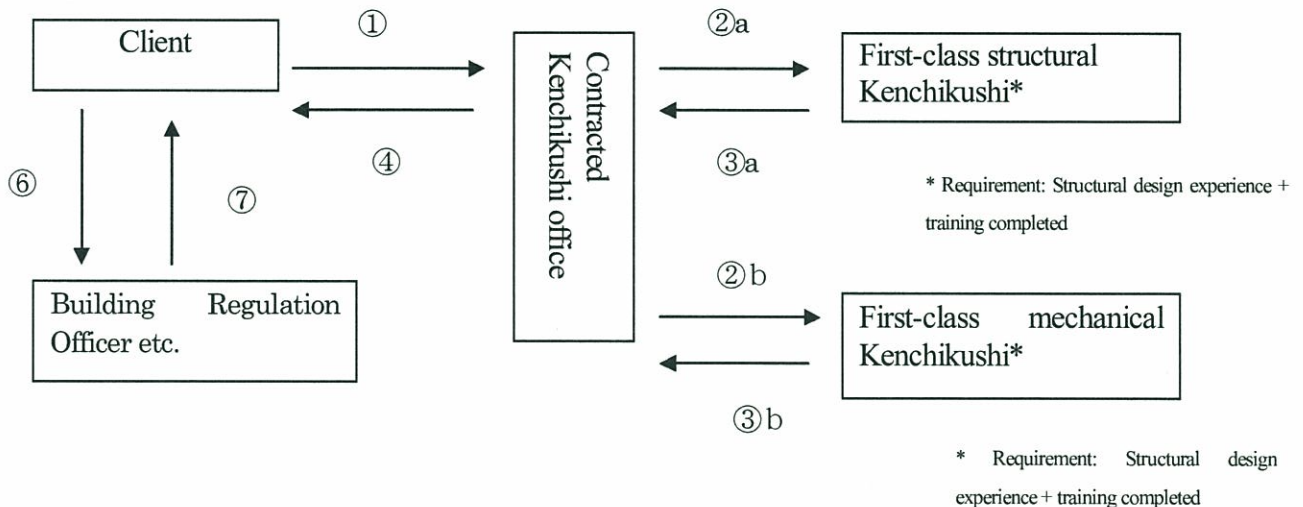 ①
②a
Client
Contracted
Kenchikushi office
First-class structural
Kenchikushi*
④
③a
⑥
⑦
* Requirement: Structural design experience +
training completed
②b
Building Regulation
Officer etc.
First-class mechanical
Kenchikushi*
③b
* Requirement: Structural design
experience + training completed